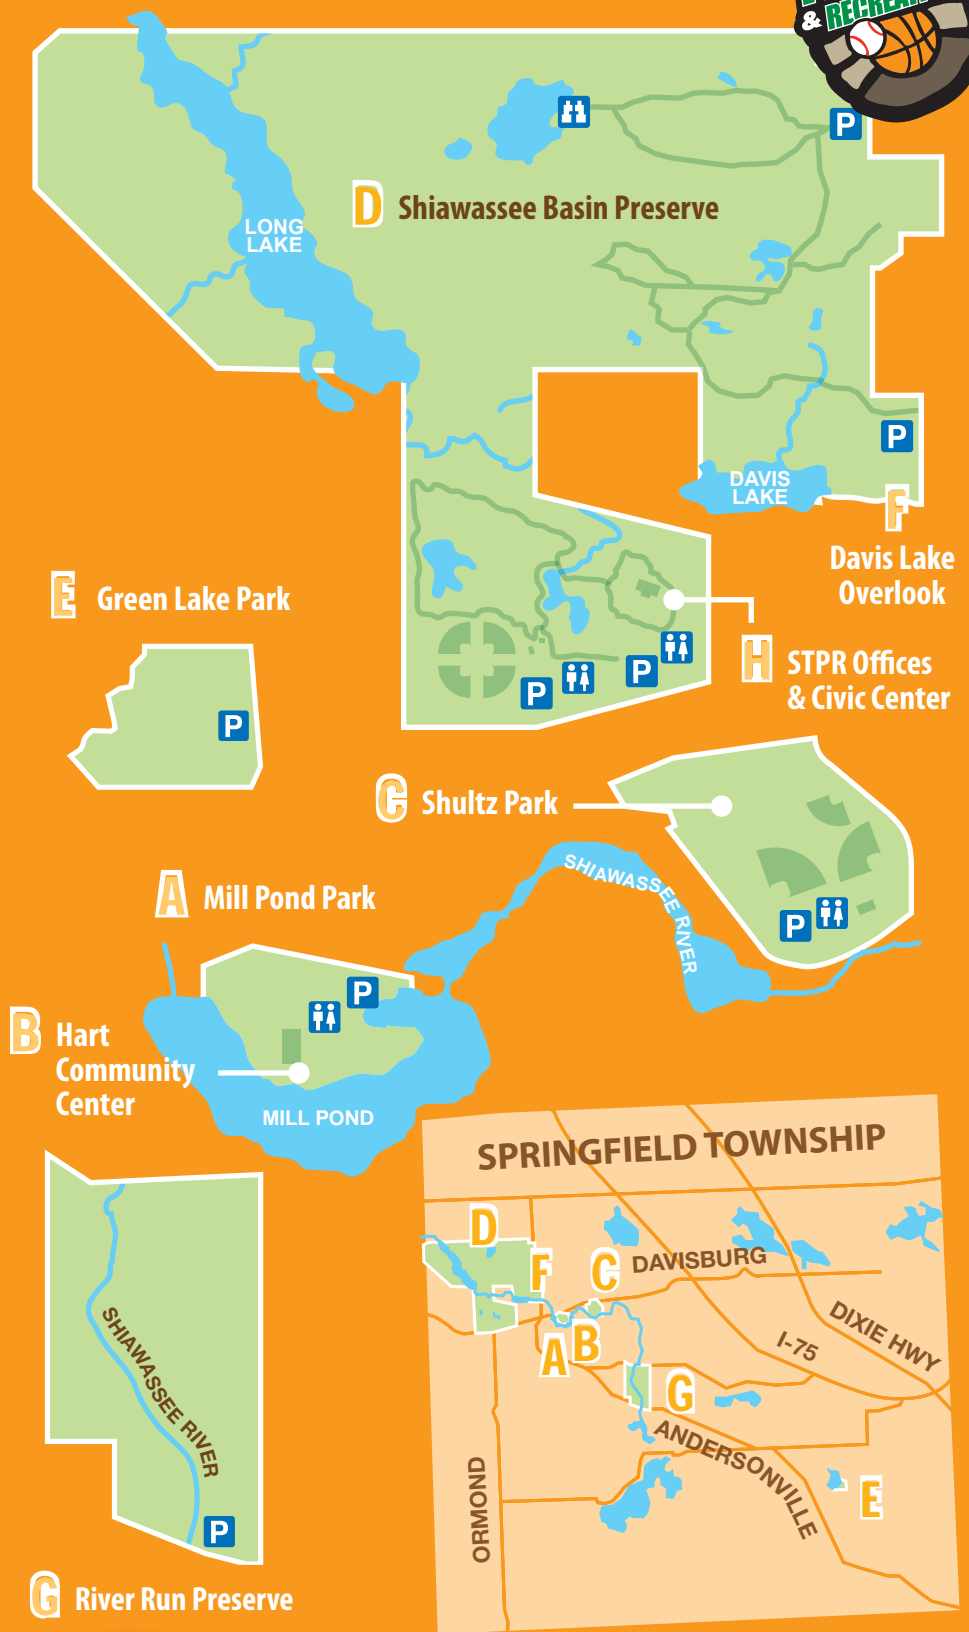 & RECREATION
P
D Shiawassee Basin Preserve
LONG
LAKE
P
DAVIS
LAKE
F
Davis Lake
Overlook
E Green Lake Park
P
H STPR Offices
& Civic Center
P
P
C Shultz Park
P
SHIAWASSEE RIVER
A Mill Pond Park
P
B Hart
Community
Center
MILL POND
SHIAWASSEE RIVER
P
G River Run Preserve
SPRINGFIELD TOWNSHIP
D
F
C
DAVISBURG
A
B
DIXIE HWY
I-75
G
ANDERSONVILLE
ORMOND
E